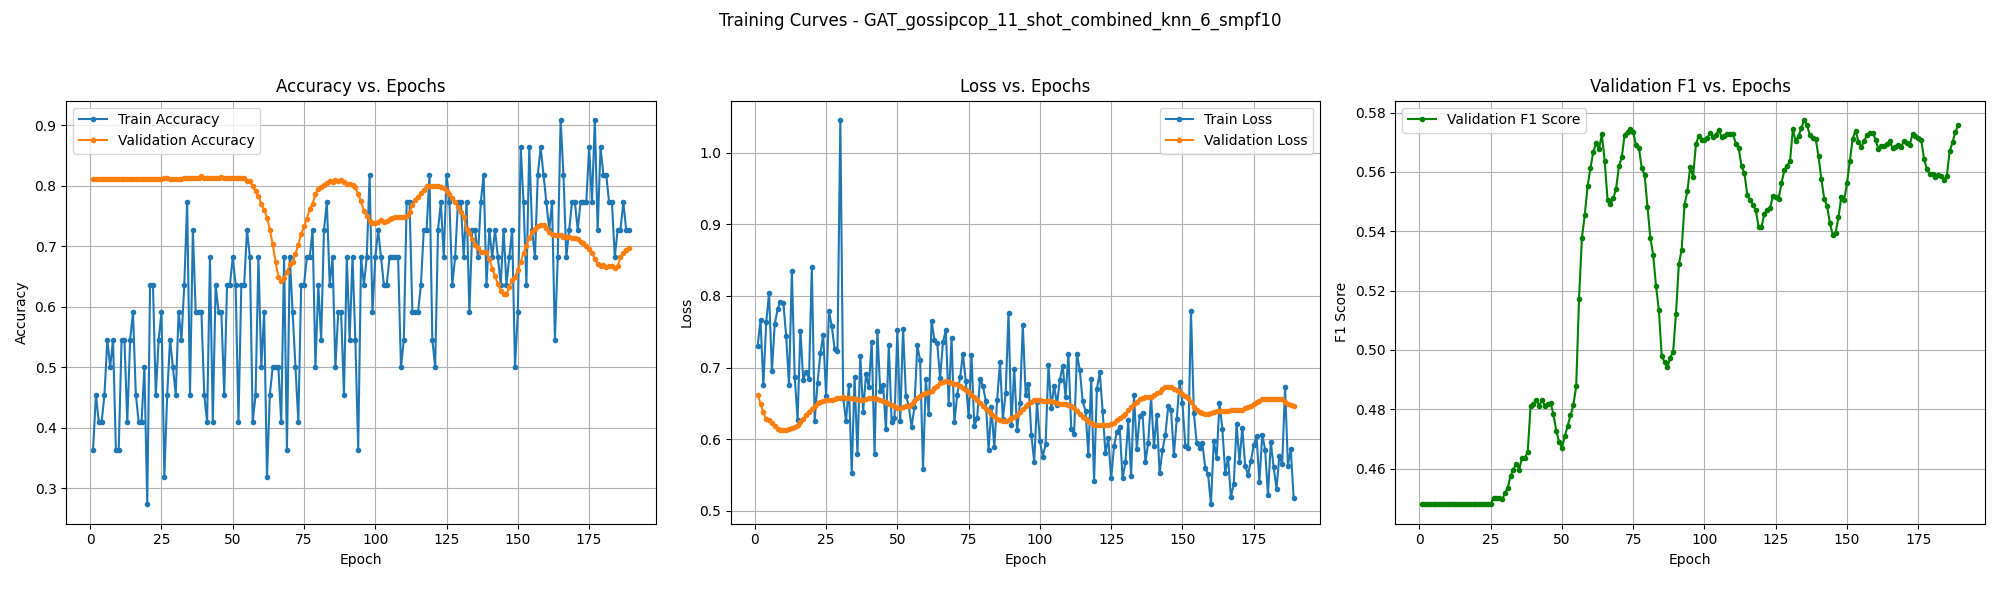 Training Curves - GAT_gossipcop_11_shot_combined_knn_6_smpf10
Accuracy vs. Epochs
Train Accuracy
Validation Accuracy
0.9
0.8
0.7
0.6
0.5
0.4
0.3
Accuracy
0 25 50 75 100 125 150 175
Epoch
Loss vs. Epochs
Train Loss
Validation Loss
1.0
0.9
0.8
0.7
0.6
0.5
Loss
0 25 50 75 100 125 150 175
Epoch
Validation F1 vs. Epochs
Validation F1 Score
0.58
0.56
0.54
0.52
0.50
0.48
0.46
F1 Score
0 25 50 75 100 125 150 175
Epoch